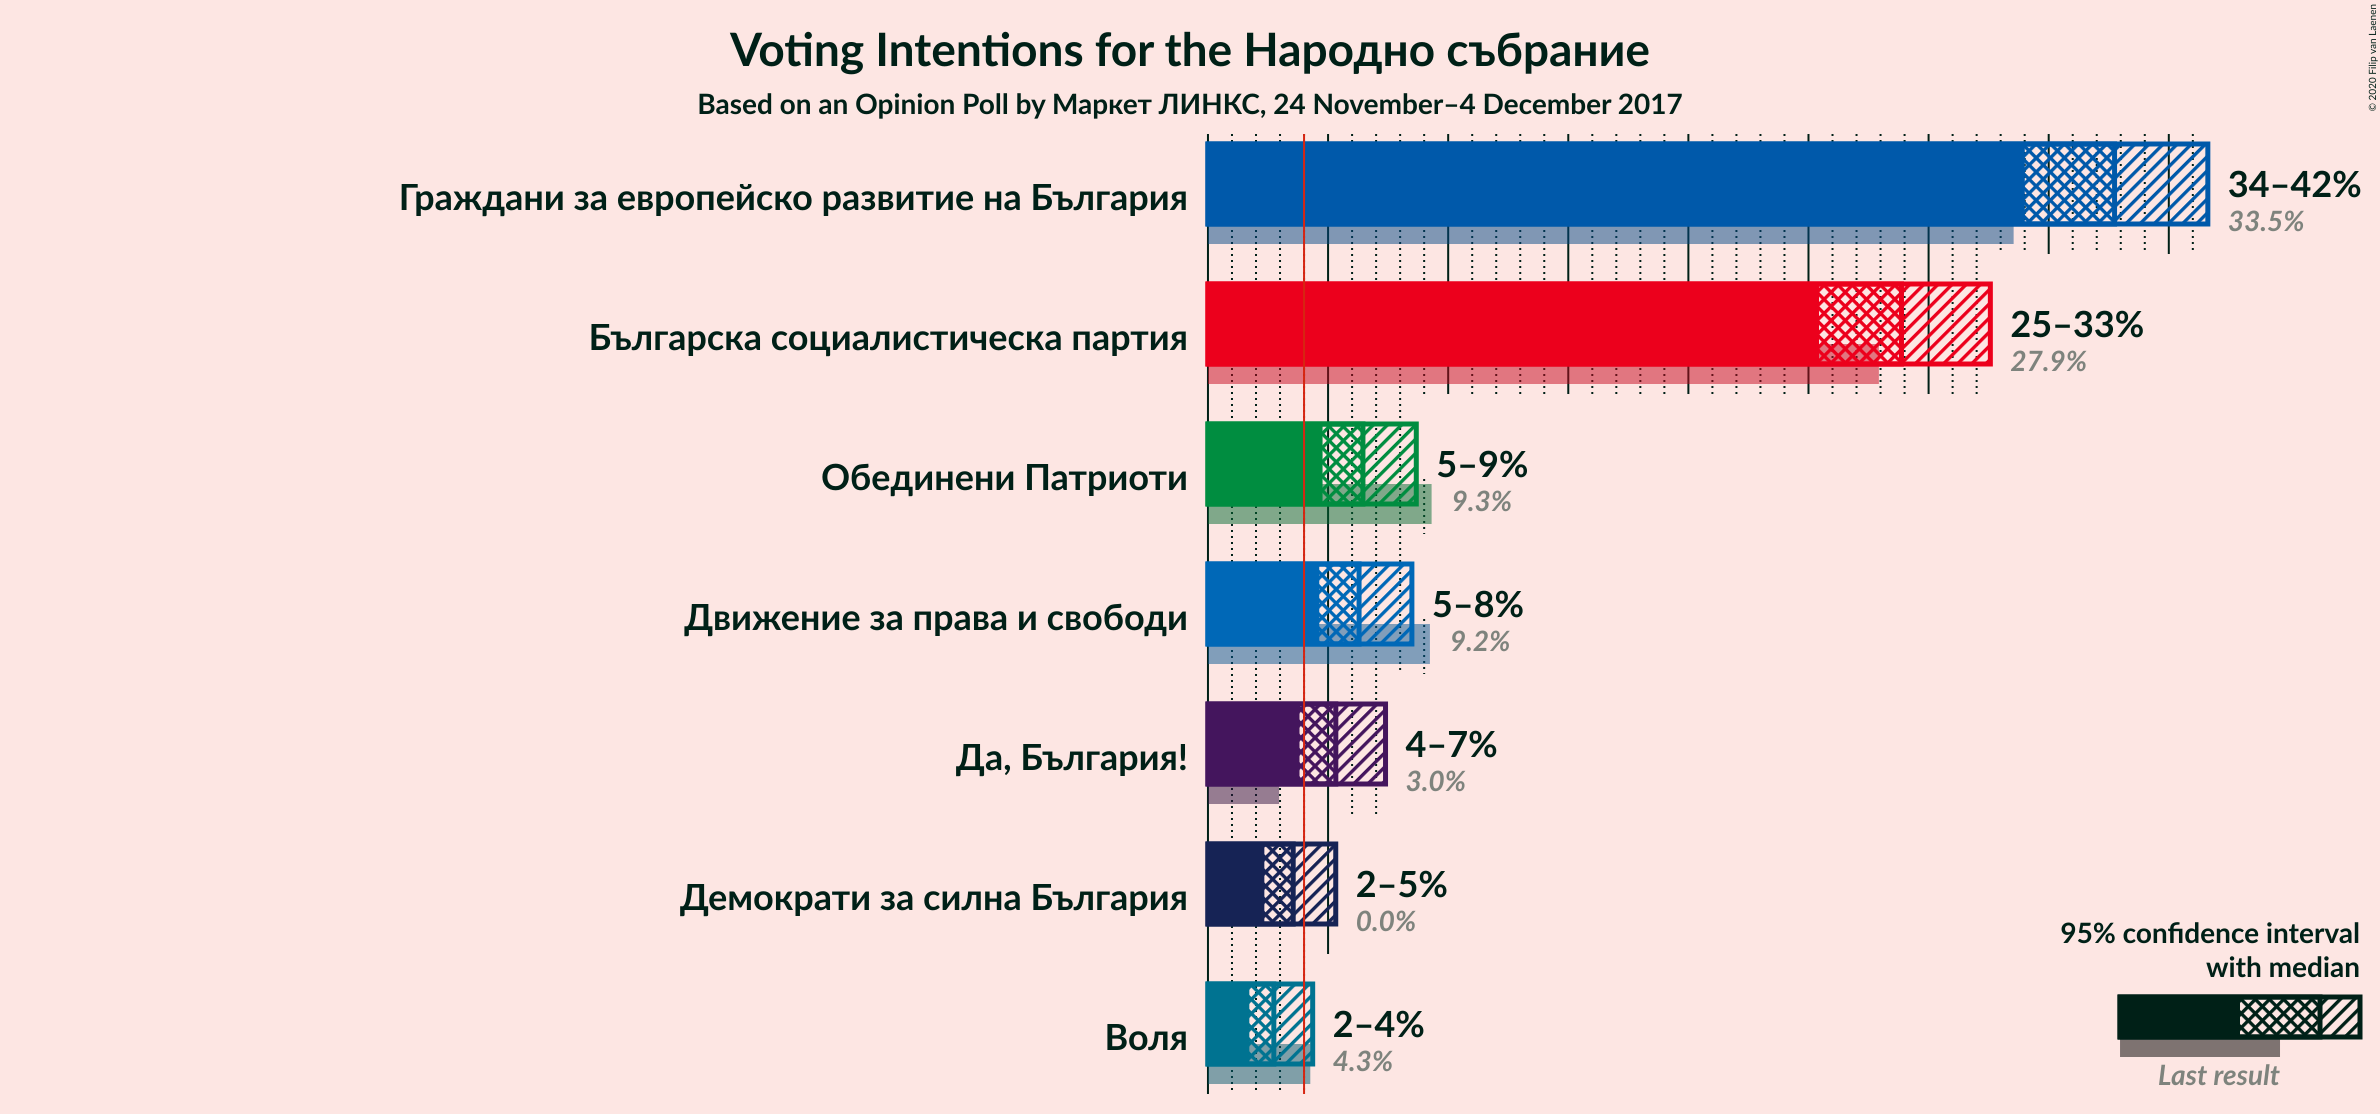 Voting Intentions for the Народно събрание
Based on an Opinion Poll by Маркет ЛИНКС, 24 November–4 December 2017
© 2020 Filip van Laenen
Граждани за европейско развитие на България
34–42%
33.5%
Българска социалистическа партия
25–33%
27.9%
Обединени Патриоти
5–9%
9.3%
Движение за права и свободи
5–8%
9.2%
Да, България!
4–7%
3.0%
Демократи за силна България
2–5%
0.0%
Воля
2–4%
4.3%
95% confidence interval
with median
Last result